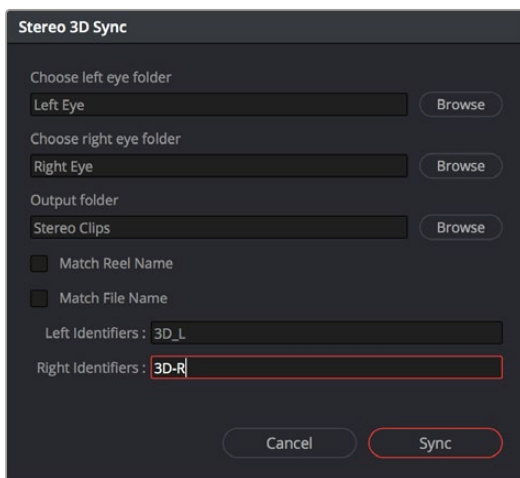 Stereo 3D Sync
Choose left eye folder
Left Eye
Browse
Choose right eye folder
Right Eye
Browse
Output folder
Stereo Clips
Browse
Match Reel Name
Match File Name
Left Identifiers : 3D_L
Right Identifiers : 3D-R
Cancel
Sync